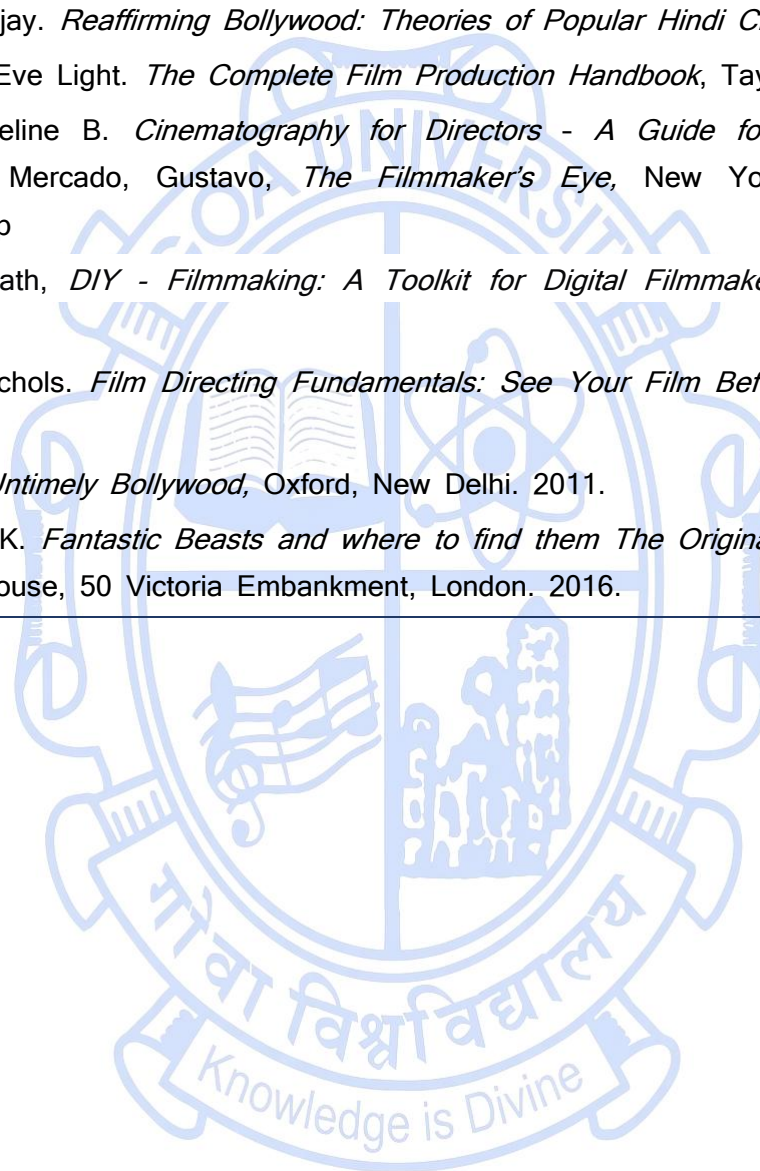 jay. Reaffirming Bollywood: Theories of Popular Hindi C
Eve Light. The Complete Film Production Handbook, Tay
eline B. Cinematography for Directors - A Guide fo
Mercado, Gustavo, The Filmmaker's Eye, New Yo
ath, DIY - Filmmaking: A Toolkit for Digital Filmmake
chols. Film Directing Fundamentals: See Your Film Bef
Untimely Bollywood, Oxford, New Delhi. 2011.
K. Fantastic Beasts and where to find them The Origina
ouse, 50 Victoria Embankment, London. 2016.
GOA UNIVERSITY
गोंवा विश्वविद्यालय
Knowledge is Divine